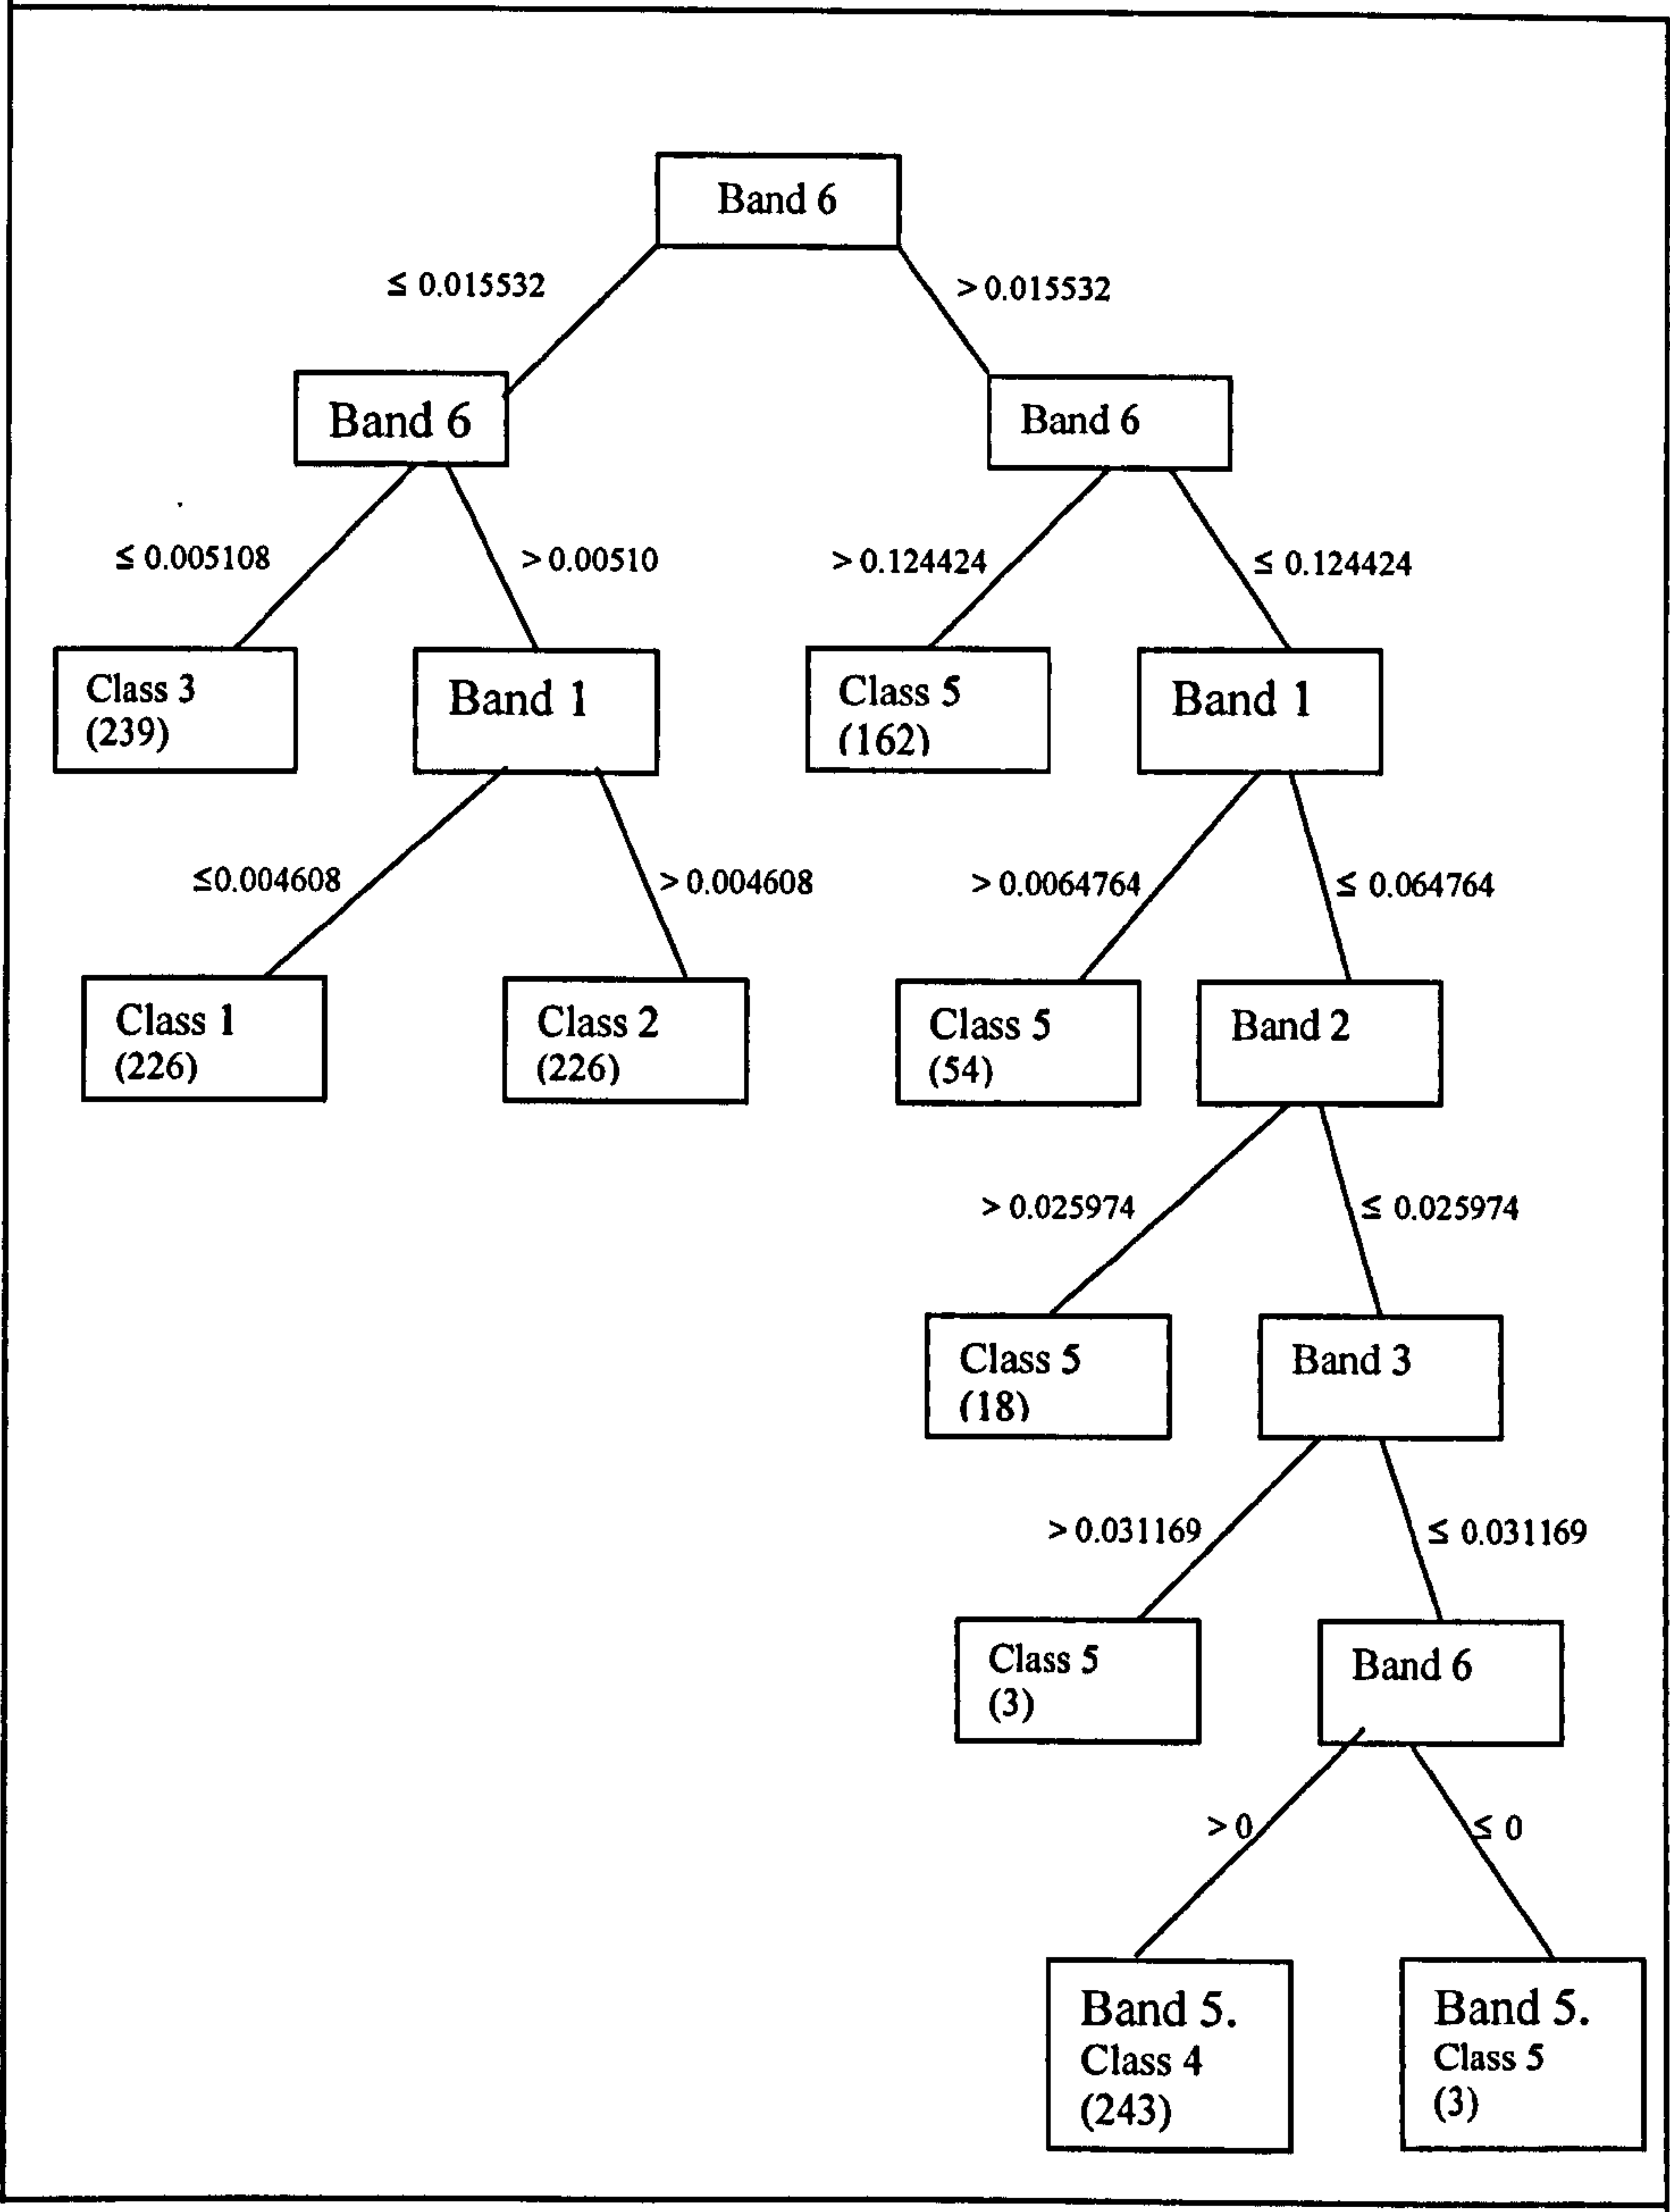 Band 6
≤ 0.015532
> 0.015532
Band 6
Band 6
≤ 0.005108
> 0.00510
> 0.124424
≤ 0.124424
Class 3
(239)
Band 1
Class 5
(162)
Band 1
≤0.004608
> 0.004608
> 0.0064764
≤ 0.064764
Class 1
(226)
Class 2
(226)
Class 5
(54)
Band 2
> 0.025974
≤ 0.025974
Class 5
(18)
Band 3
> 0.031169
≤ 0.031169
Class 5
(3)
Band 6
> 0
≤ 0
Band 5.
Class 4
(243)
Band 5.
Class 5
(3)